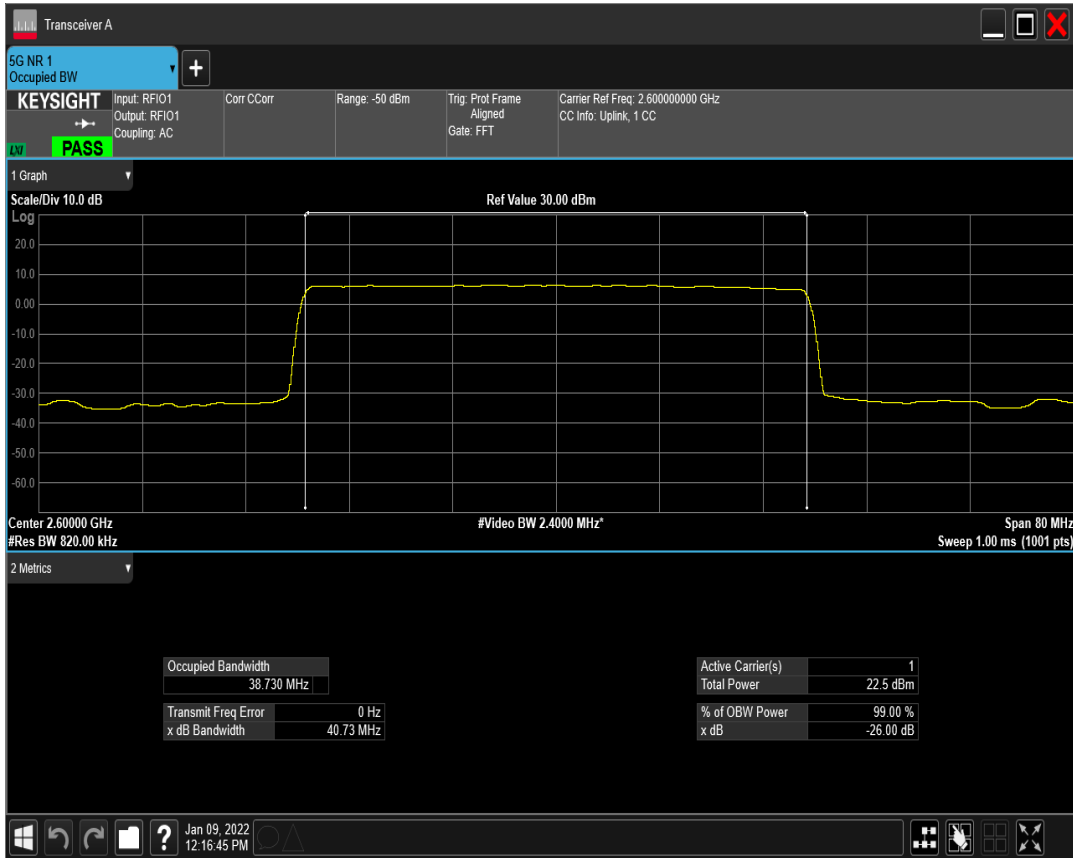 Transceiver A
5G NR 1
Occupied BW
KEYSIGHT
LXI
PASS
Input: RFIO1
Output: RFIO1
Coupling: AC
Corr CCorr
Range: -50 dBm
Trig: Prot Frame
Aligned
Gate: FFT
Carrier Ref Freq: 2.600000000 GHz
CC Info: Uplink, 1 CC
1 Graph
Scale/Div 10.0 dB
Ref Value 30.00 dBm
Log
20.0
10.0
0.00
-10.0
-20.0
-30.0
-40.0
-50.0
-60.0
Center 2.60000 GHz
#Video BW 2.4000 MHz*
Span 80 MHz
#Res BW 820.00 kHz
Sweep 1.00 ms (1001 pts)
2 Metrics
Occupied Bandwidth
38.730 MHz
Transmit Freq Error 0 Hz
x dB Bandwidth 40.73 MHz
Active Carrier(s) 1
Total Power 22.5 dBm
% of OBW Power 99.00 %
x dB -26.00 dB
?
Jan 09, 2022
12:16:45 PM